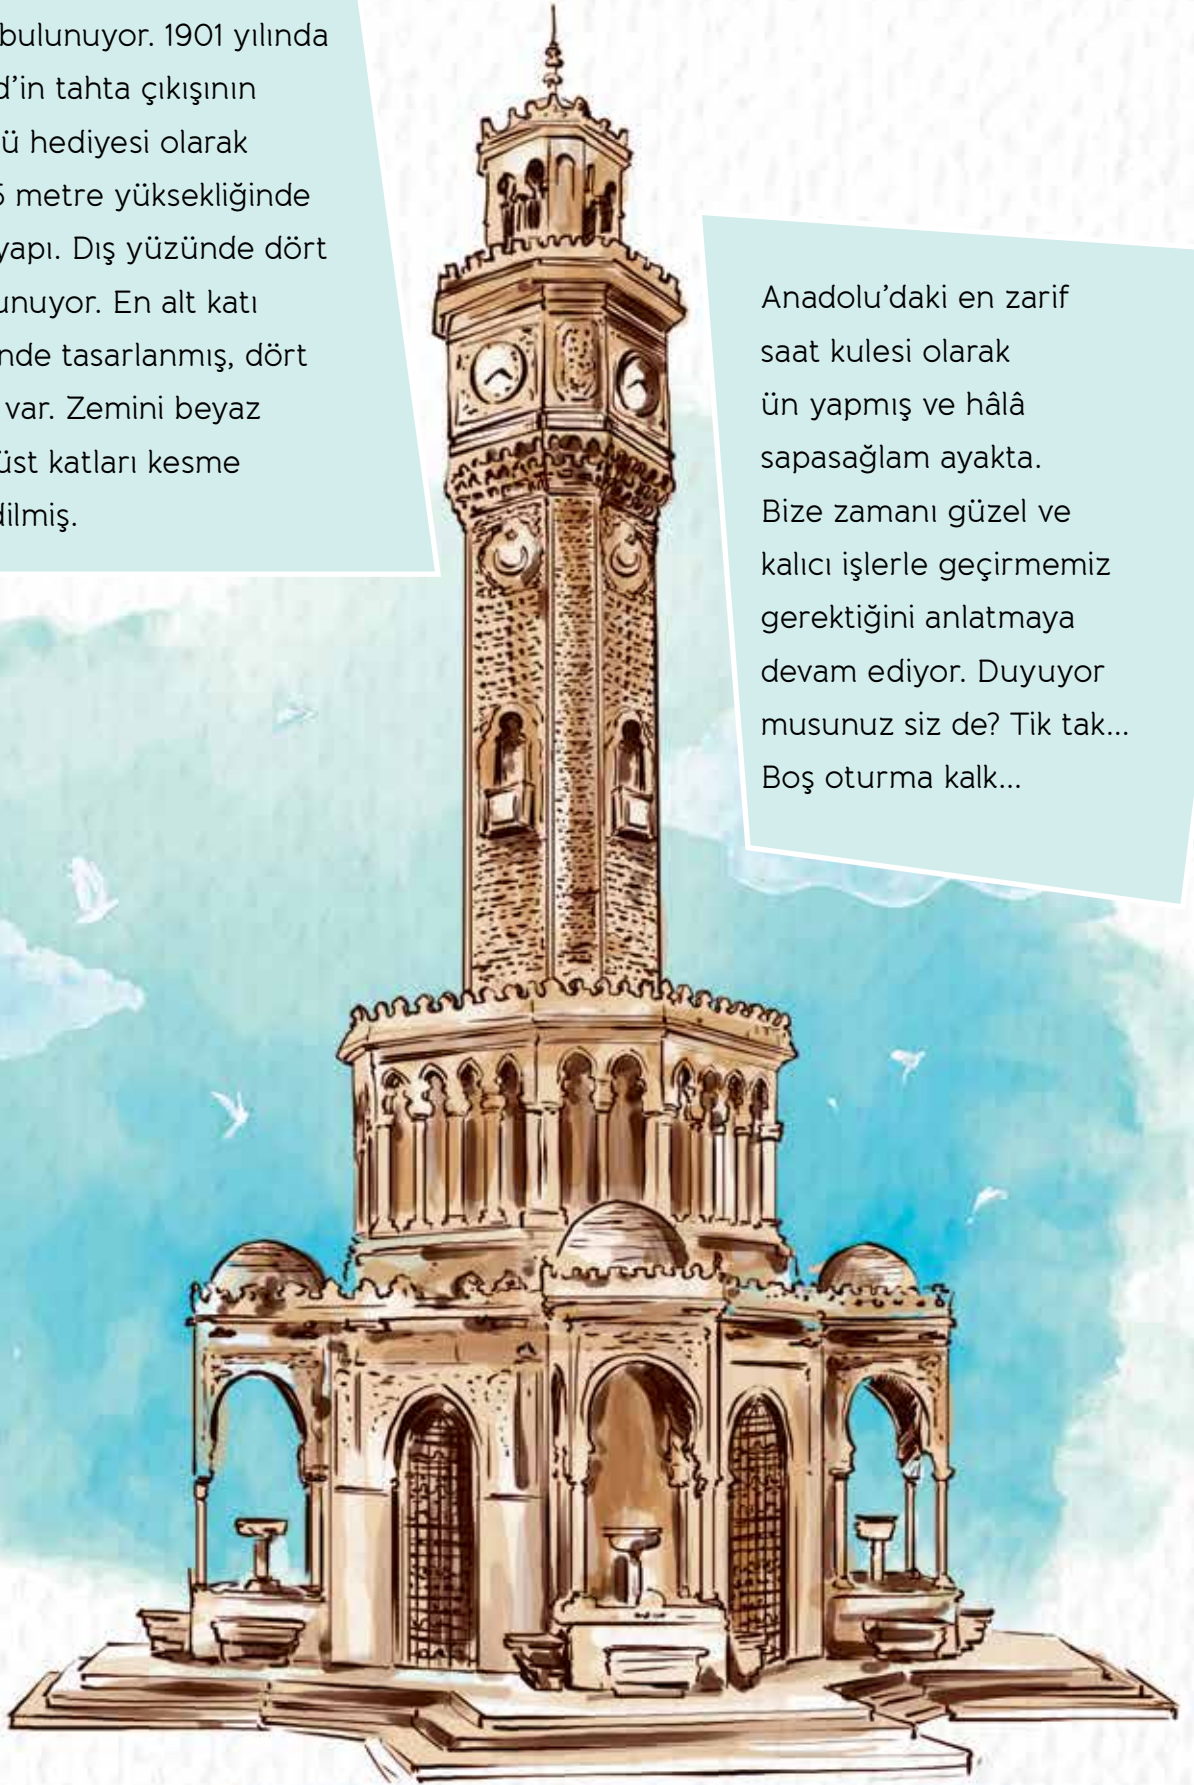 bulunuyor. 1901 yılında
d’in tahta çıkışının
ü hediyesi olarak
metre yüksekliğinde
yapı. Dış yüzünde dört
unuyor. En alt katı
nde tasarlanmış, dört
var. Zemini beyaz
üst katları kesme
dilmiş.
Anadolu’daki en zarif
saat kulesi olarak
ün yapmış ve hâlâ
sapasağlam ayakta.
Bize zamanı güzel ve
kalıcı işlerle geçirmemiz
gerektiğini anlatmaya
devam ediyor. Duyuyor
musunuz siz de? Tik tak...
Boş oturma kalk...